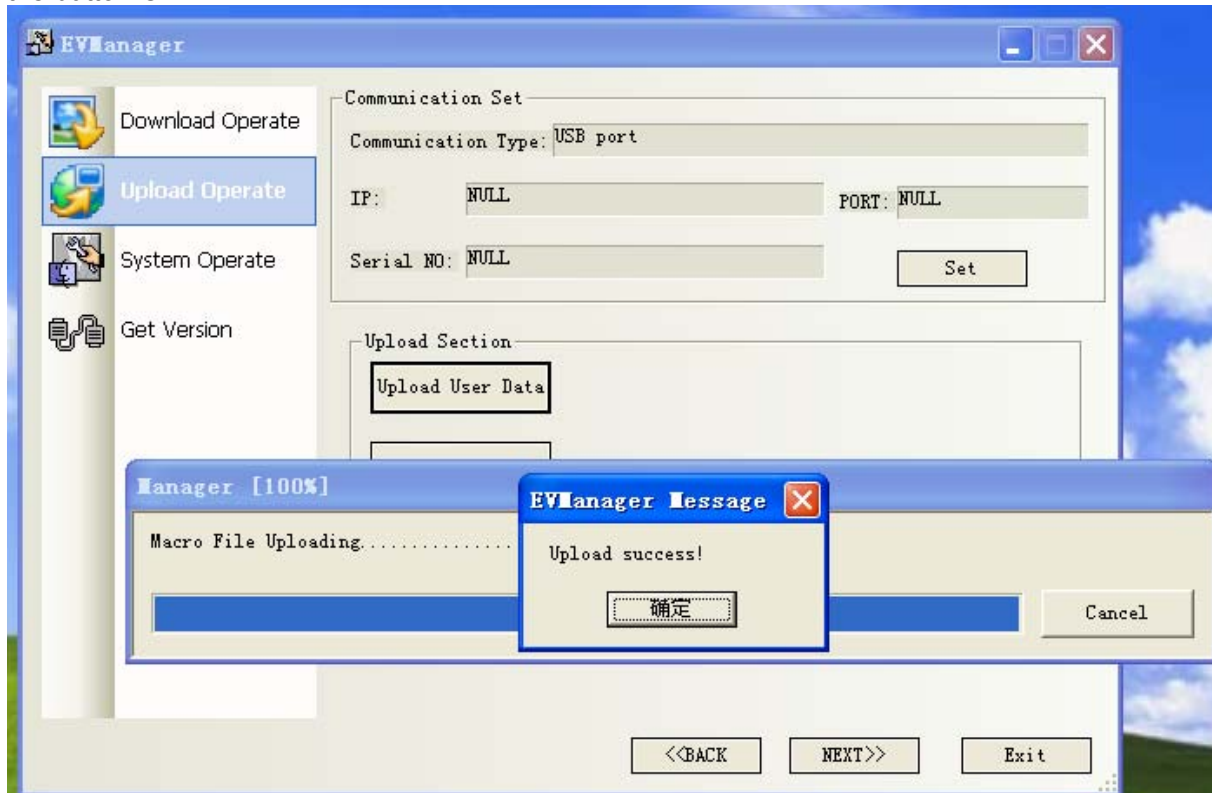 EVManager
Download Operate
Upload Operate
System Operate
Get Version
Communication Set
Communication Type: USB port
IP: NULL PORT: NULL
Serial NO: NULL
Set
Upload Section
Upload User Data
Manager [100%]
Macro File Uploading...............
Cancel
EVManager Message
Upload success!
确定
<<BACK NEXT>> Exit